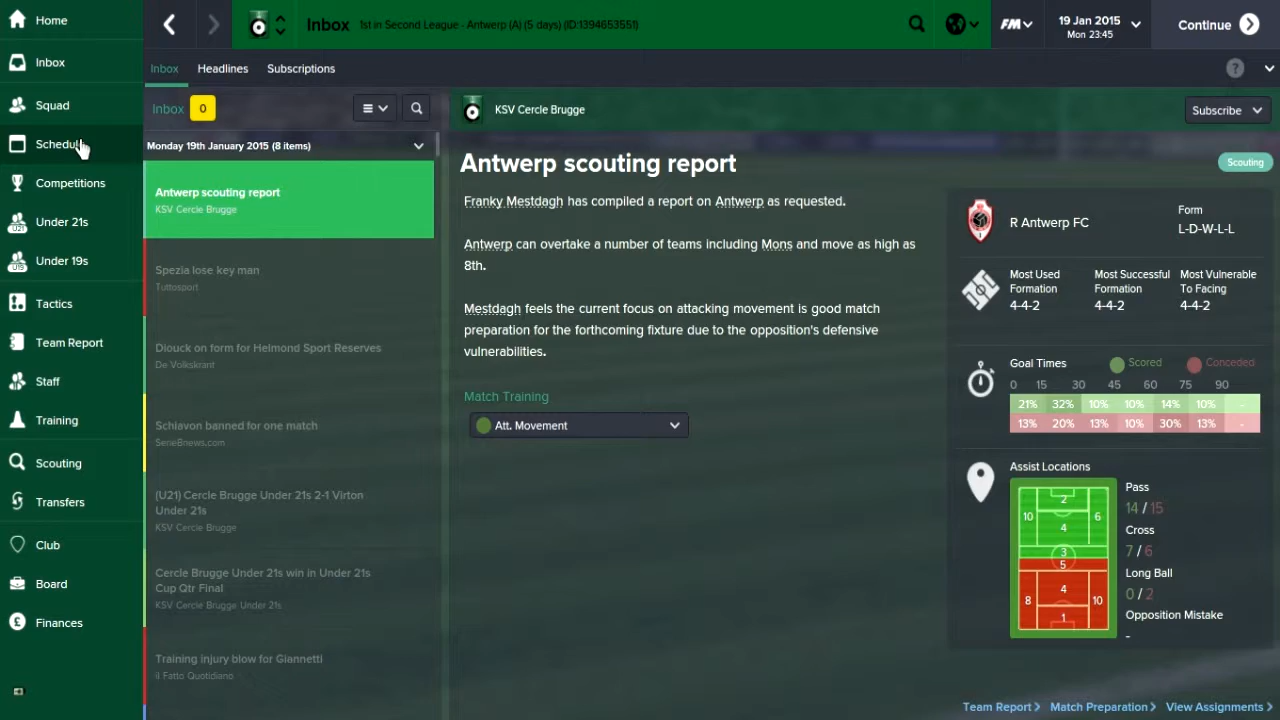 Home
Inbox
Squad
Schedul
Competitions
Under 21s
Under 19s
Tactics
Team Report
Staff
Training
Scouting
Transfers
Club
Board
Finances
Inbox 1st in Second League - Antwerp (A) (5 days) (ID:1394653551)
FM
19 Jan 2015
Mon 23:45
Continue
Inbox Headlines Subscriptions
?
Inbox 0
Monday 19th January 2015 (8 items)
Antwerp scouting report
KSV Cercle Brugge
Spezia lose key man
Tuttosport
Diouck on form for Helmond Sport Reserves
De Volkskrant
Schiavon banned for one match
SerieBnews.com
(U21) Cercle Brugge Under 21s 2-1 Virton
Under 21s
KSV Cercle Brugge
Cercle Brugge Under 21s win in Under 21s
Cup Qtr Final
KSV Cercle Brugge Under 21s
Training injury blow for Giannetti
Il Fatto Quotidiano
KSV Cercle Brugge
Subscribe
Antwerp scouting report
Scouting
Franky Mestdagh has compiled a report on Antwerp as requested.
Antwerp can overtake a number of teams including Mons and move as high as
8th.
Mestdagh feels the current focus on attacking movement is good match
preparation for the forthcoming fixture due to the opposition's defensive
vulnerabilities.
Match Training
Att. Movement
R Antwerp FC
Form
L-D-W-L-L
Most Used
Formation
4-4-2
Most Successful
Formation
4-4-2
Most Vulnerable
To Facing
4-4-2
Goal Times Scored Conceded
0 15 30 45 60 75 90
21% 32% 10% 10% 14% 10% -
13% 20% 13% 10% 30% 13% -
Assist Locations
2
10 6
4
3
5
4
8 10
1
Pass
14 / 15
Cross
7 / 6
Long Ball
0 / 2
Opposition Mistake
-
Team Report Match Preparation View Assignments